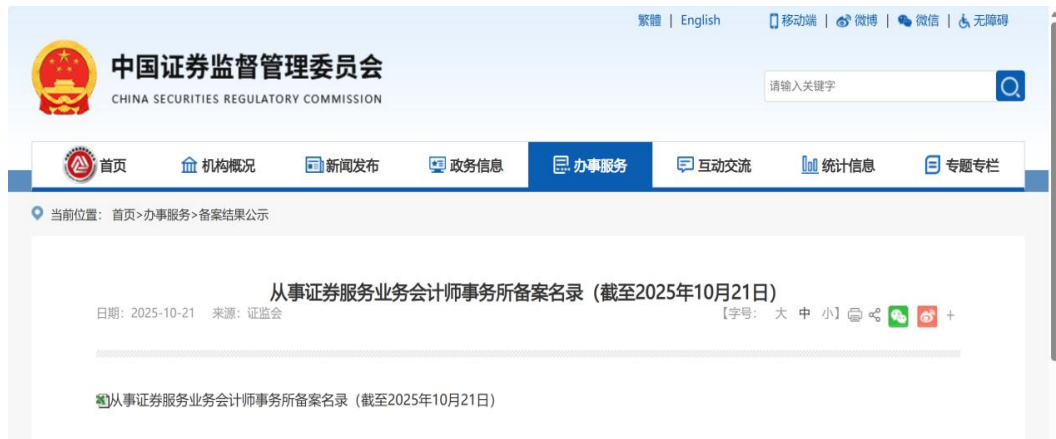 繁體 | English 移动端 | 微博 | 微信 | 无障碍
中国证券监督管理委员会
CHINA SECURITIES REGULATORY COMMISSION
请输入关键字
首页 机构概况 新闻发布 政务信息 办事服务 互动交流 统计信息 专题专栏
当前位置： 首页>办事服务>备案结果公示
从事证券服务业务会计师事务所备案名录（截至2025年10月21日）
日期：2025-10-21 来源：证监会 【字号： 大 中 小】 +
从事证券服务业务会计师事务所备案名录（截至2025年10月21日）